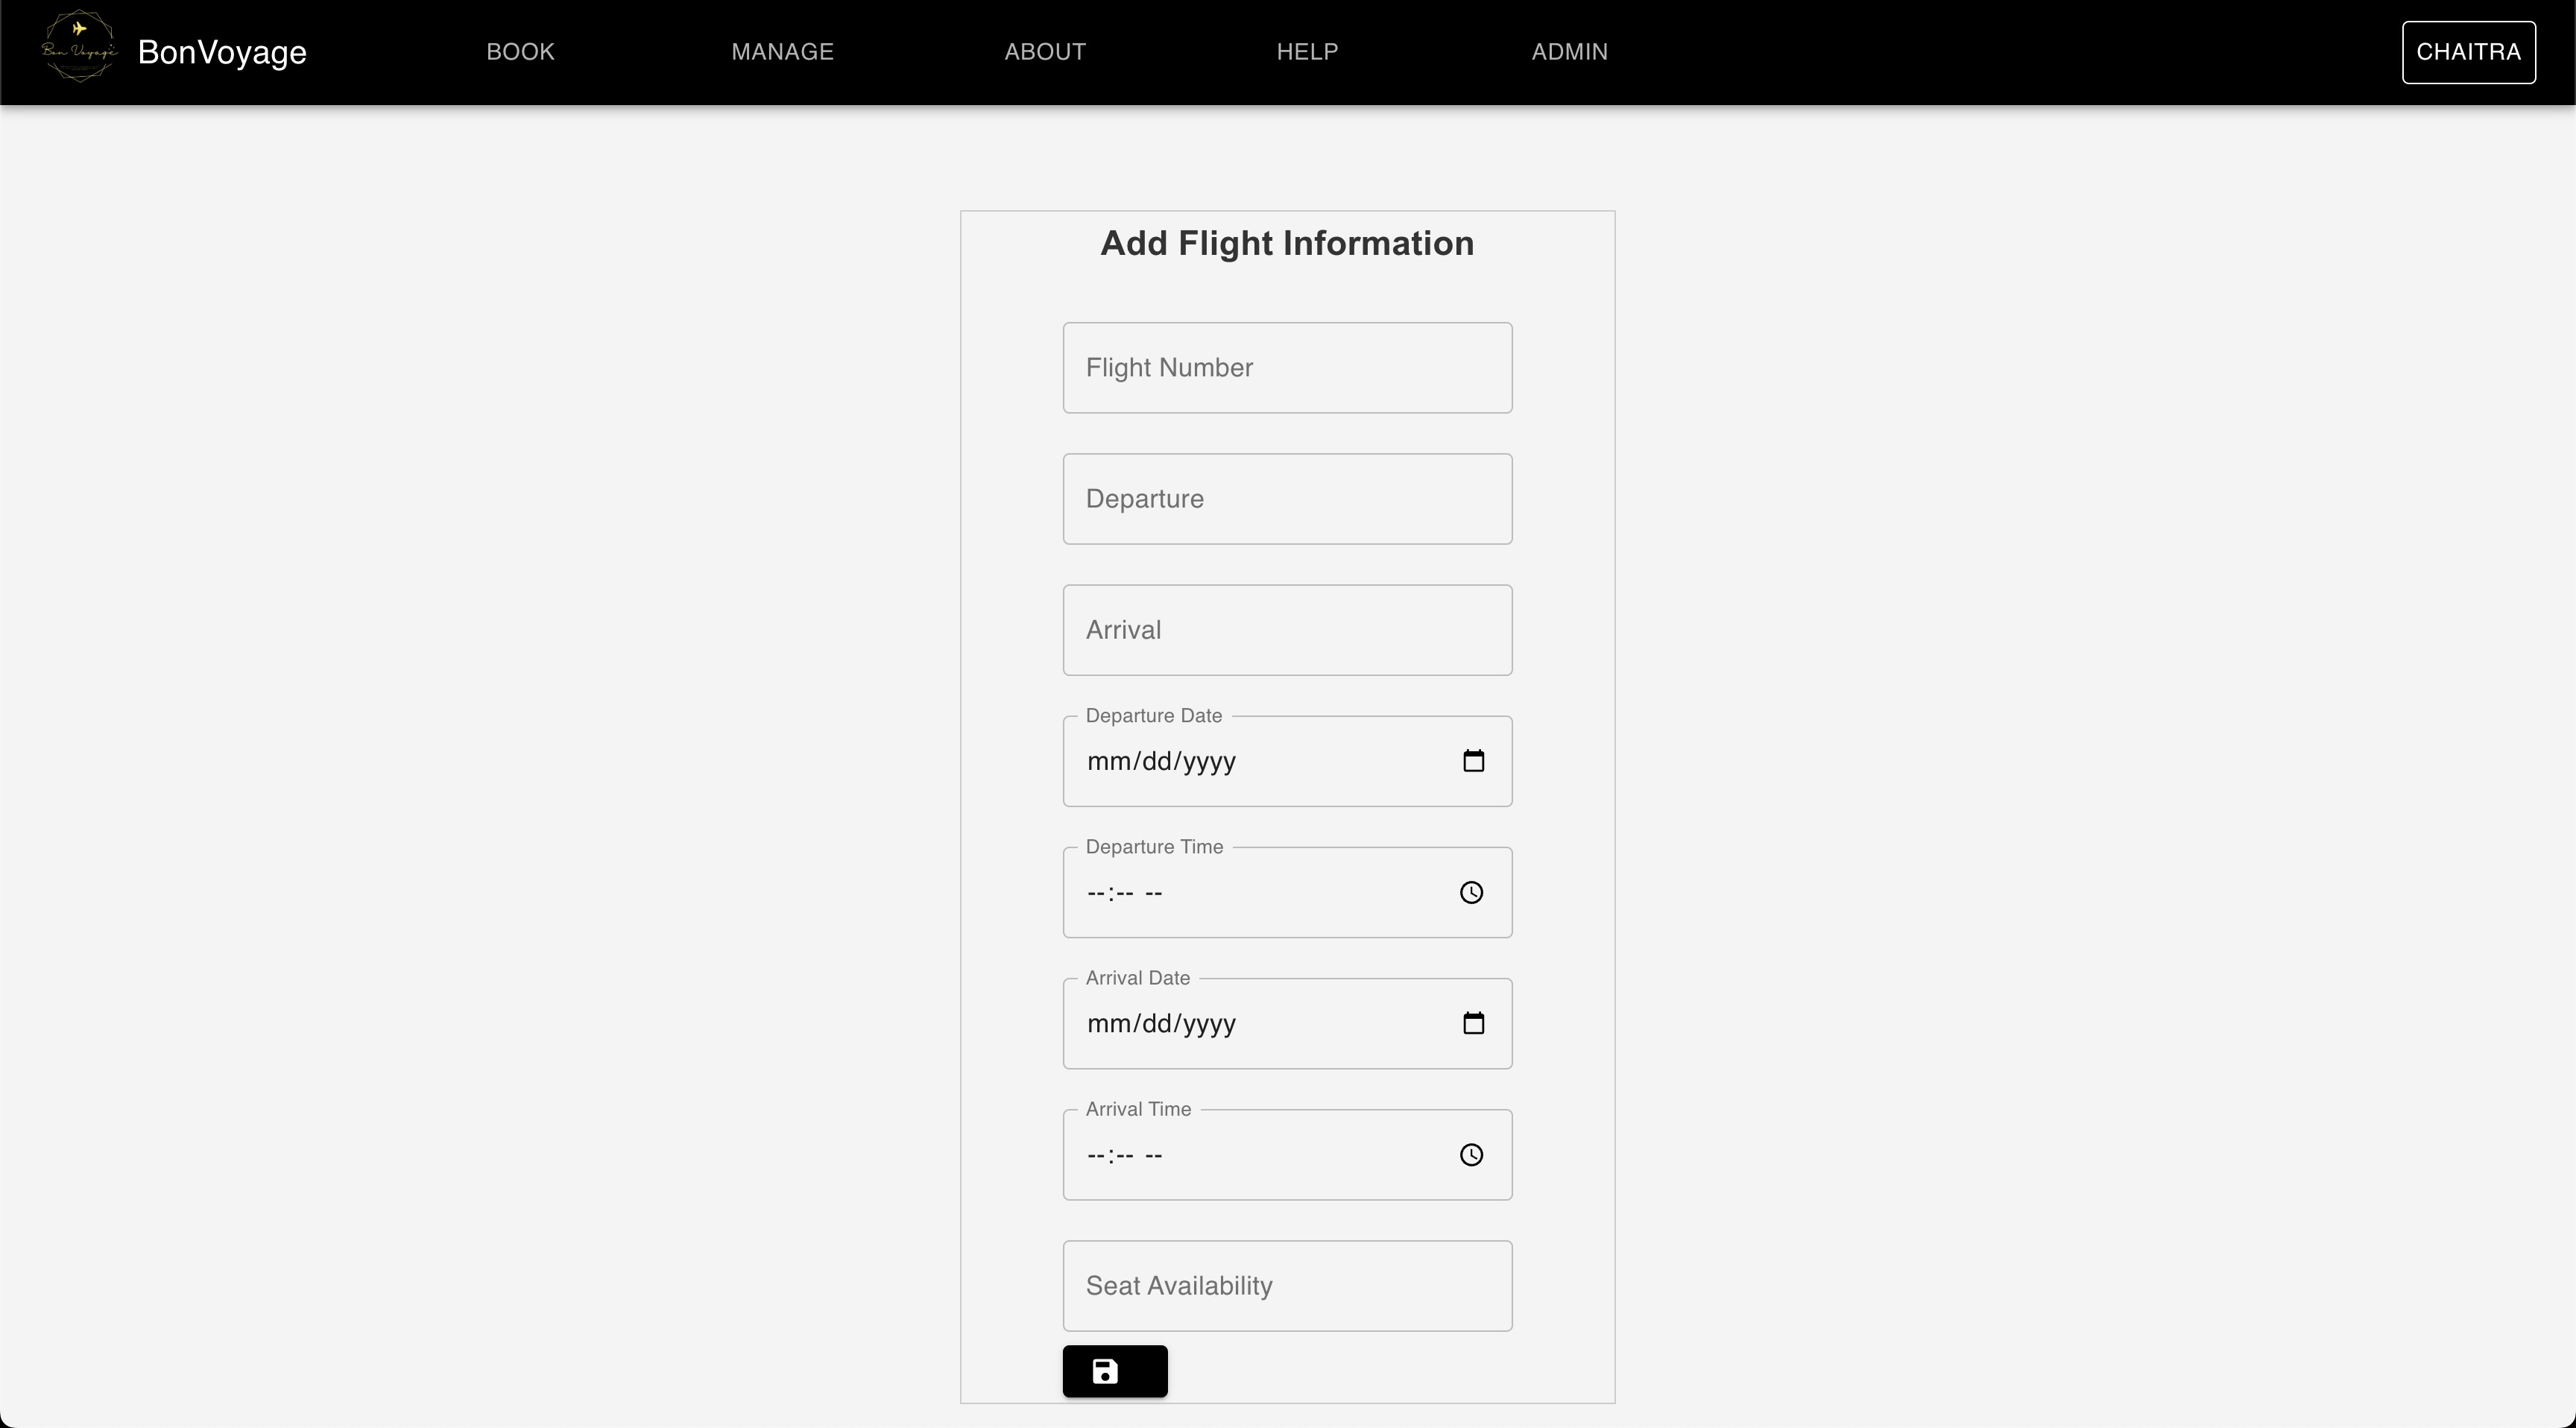 Bon Voyage
BonVoyage
BOOK
MANAGE
ABOUT
HELP
ADMIN
CHAITRA
Add Flight Information
Flight Number
Departure
Arrival
Departure Date
mm/dd/yyyy
Departure Time
--:-- --
Arrival Date
mm/dd/yyyy
Arrival Time
--:-- --
Seat Availability